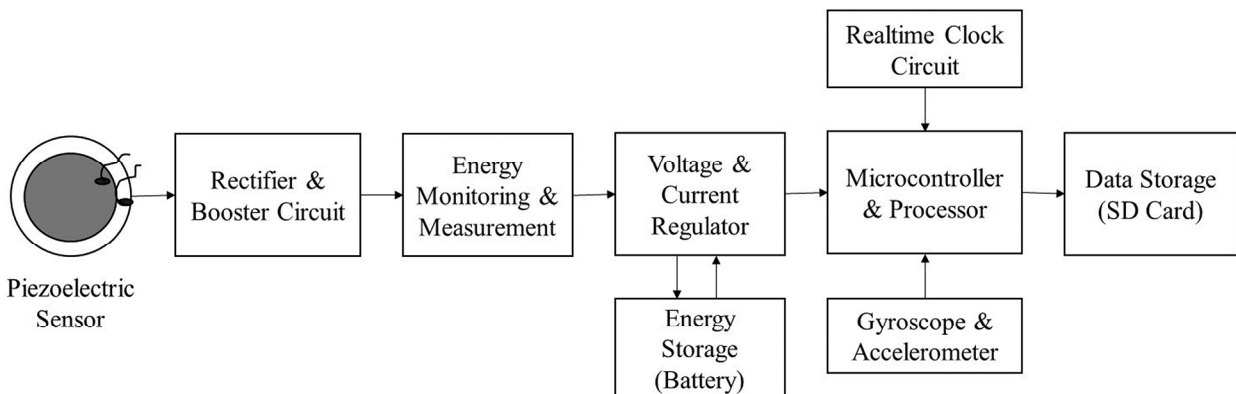 Realtime Clock
Circuit
Piezoelectric
Sensor
Rectifier &
Booster Circuit
Energy
Monitoring &
Measurement
Voltage &
Current
Regulator
Energy
Storage
(Battery)
Microcontroller
& Processor
Gyroscope &
Accelerometer
Data Storage
(SD Card)